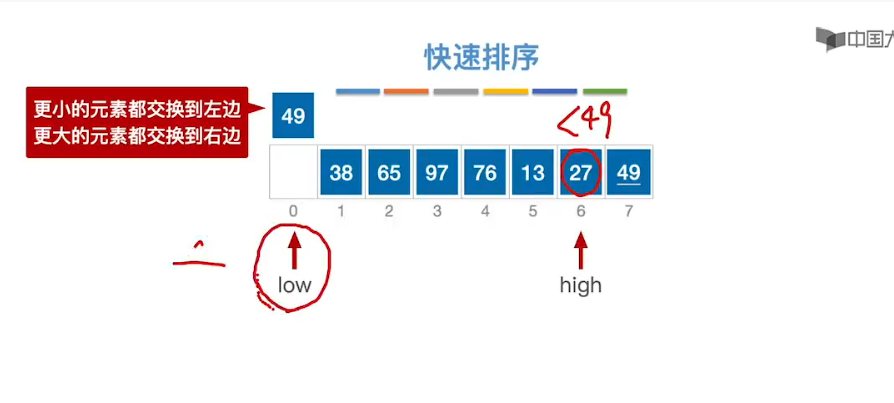 快速排序
中国大
更小的元素都交换到左边
更大的元素都交换到右边
49
<49
38 65 97 76 13 27 49
0 1 2 3 4 5 6 7
low high